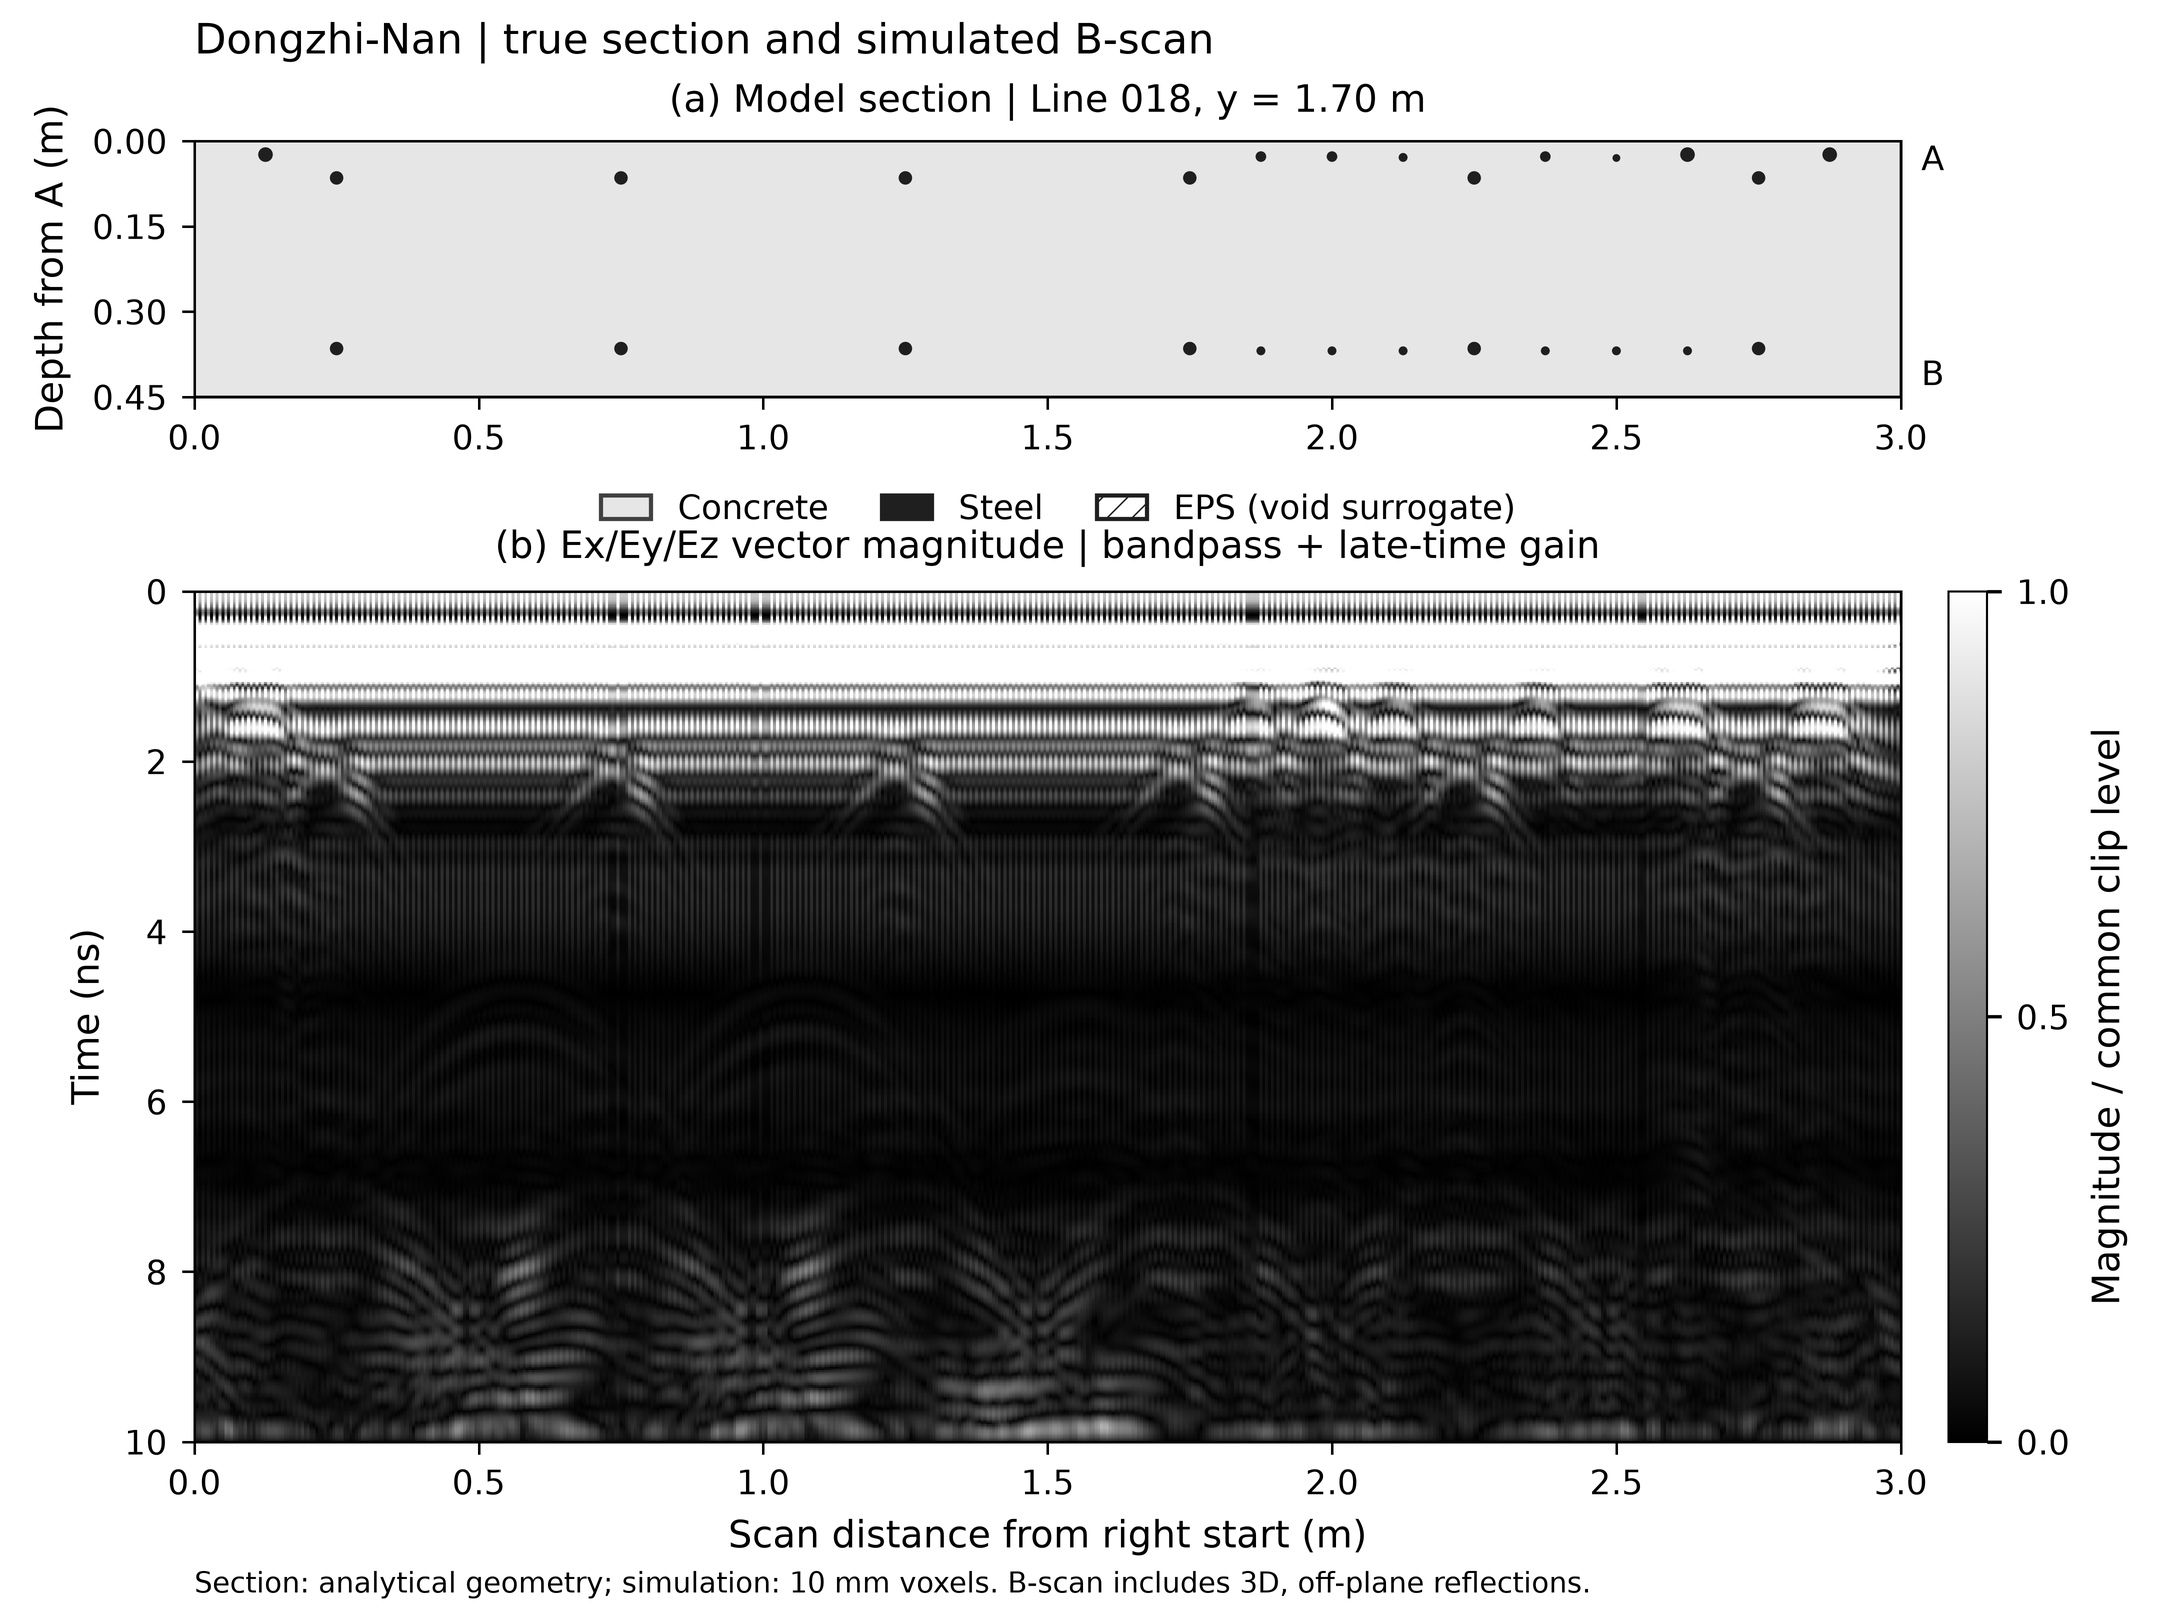 Dongzhi-Nan | true section and simulated B-scan
(a) Model section | Line 018, y = 1.70 m
Depth from A (m)
0.00
0.15
0.30
0.45
A
B
0.0 0.5 1.0 1.5 2.0 2.5 3.0
Concrete Steel EPS (void surrogate)
(b) Ex/Ey/Ez vector magnitude | bandpass + late-time gain
Time (ns)
0
2
4
6
8
10
0.0 0.5 1.0 1.5 2.0 2.5 3.0
Scan distance from right start (m)
1.0
0.5
0.0
Magnitude / common clip level
Section: analytical geometry; simulation: 10 mm voxels. B-scan includes 3D, off-plane reflections.